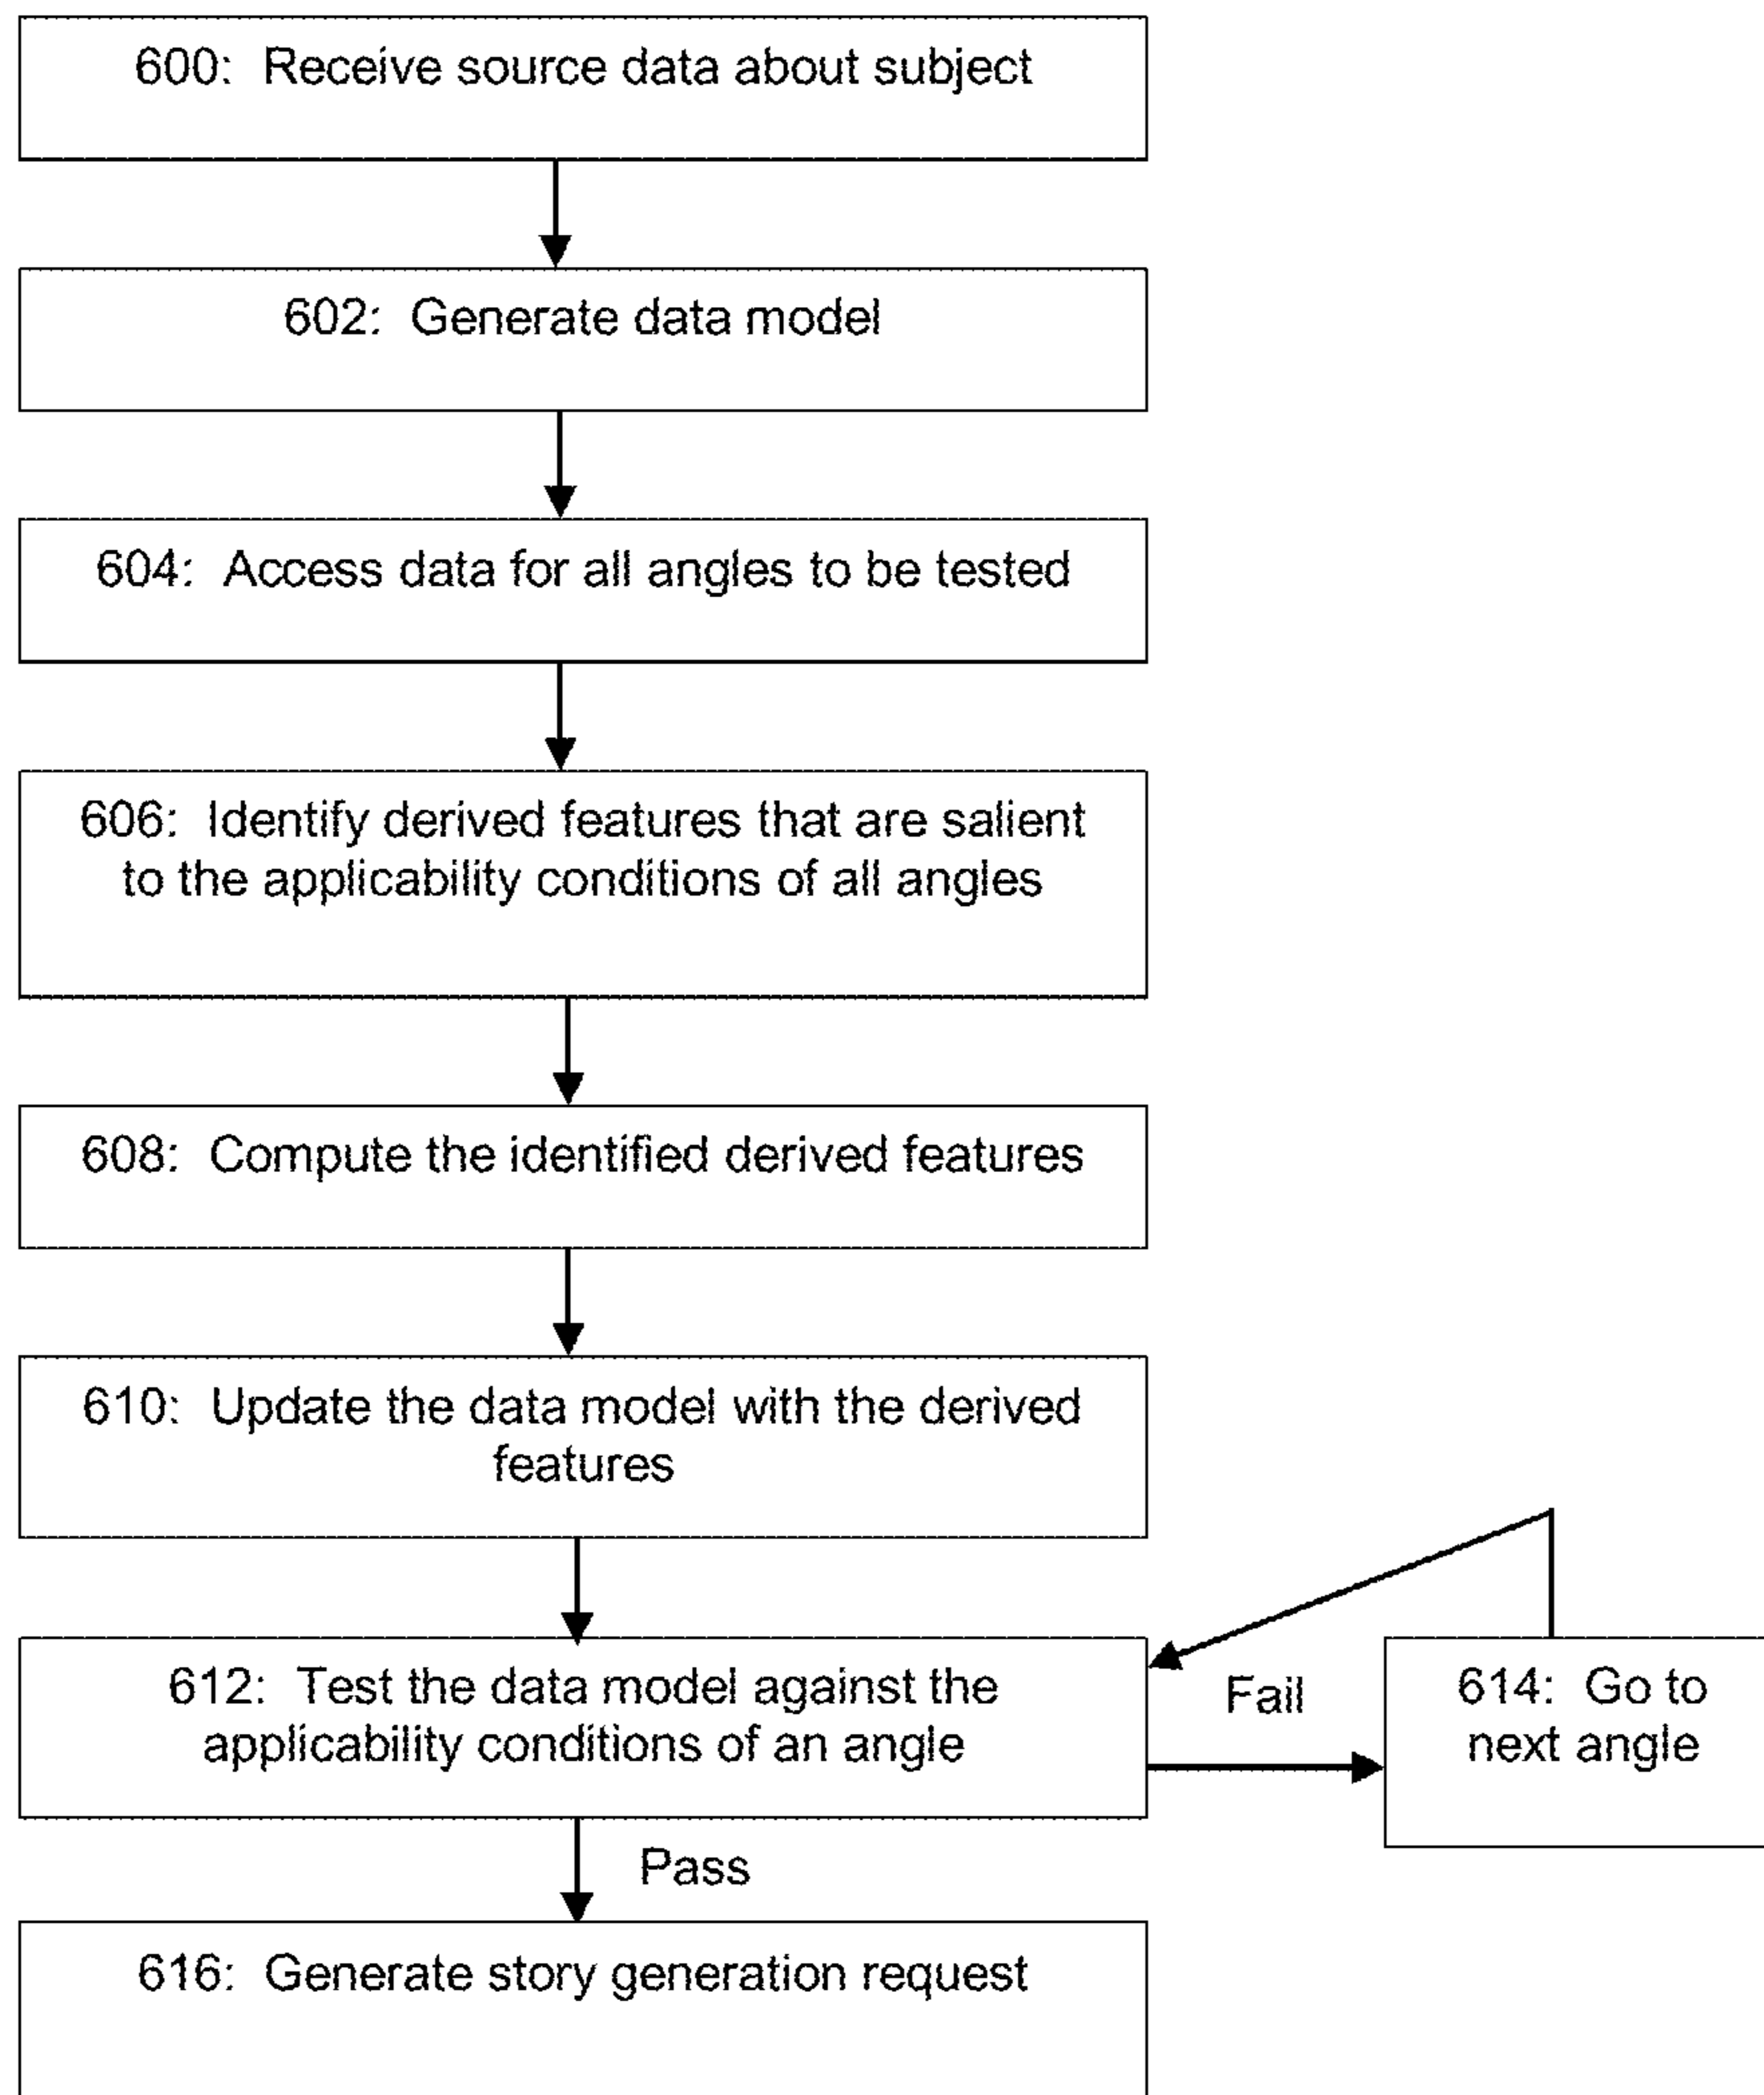 600: Receive source data about subject
602: Generate data model
604: Access data for all angles to be tested
606: Identify derived features that are salient
to the applicability conditions of all angles
608: Compute the identified derived features
610: Update the data model with the derived
features
612: Test the data model against the
applicability conditions of an angle
Fail
614: Go to
next angle
Pass
616: Generate story generation request